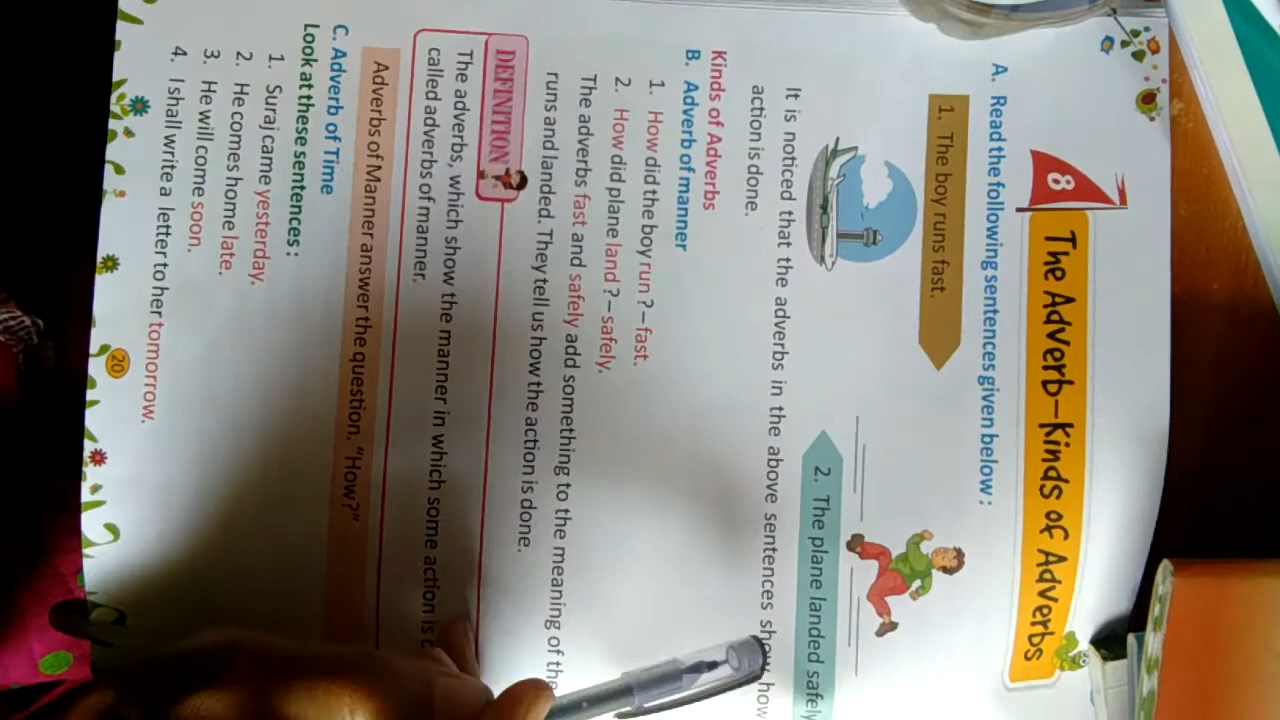 8
The Adverb–Kinds of Adverbs
A. Read the following sentences given below :
1. The boy runs fast.
2. The plane landed safely
It is noticed that the adverbs in the above sentences show how
action is done.
Kinds of Adverbs
B. Adverb of manner
1. How did the boy run ? – fast.
2. How did plane land ? – safely.
The adverbs fast and safely add something to the meaning of the
runs and landed. They tell us how the action is done.
DEFINITION
The adverbs, which show the manner in which some action is
called adverbs of manner.
Adverbs of Manner answer the question. “How?”
C. Adverb of Time
Look at these sentences :
1. Suraj came yesterday.
2. He comes home late.
3. He will come soon.
4. I shall write a letter to her tomorrow.
20